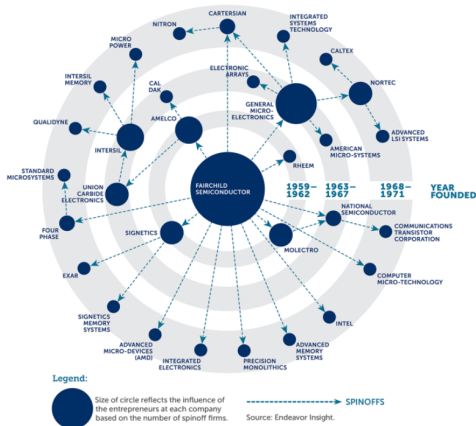 CARTERSIAN
NITRON
INTEGRATED
SYSTEMS
TECHNOLOGY
MICRO
POWER
CALTEX
ELECTRONIC
ARRAYS
INTERSIL
MEMORY
CAL
DAK
NORTEC
GENERAL
MICRO-
ELECTRONICS
AMELCO
QUALIDYNE
ADVANCED
LSI SYSTEMS
INTERSIL
AMERICAN
MICRO-SYSTEMS
RHEEM
STANDARD
MICROSYSTEMS
UNION
CARBIDE
ELECTRONICS
FAIRCHILD
SEMICONDUCTOR
1959–
1962
1963–
1967
1968–
1971
YEAR
FOUNDED
NATIONAL
SEMICONDUCTOR
FOUR
PHASE
SIGNETICS
MOLECTRO
COMMUNICATIONS
TRANSISTOR
CORPORATION
EXAR
COMPUTER
MICRO-TECHNOLOGY
SIGNETICS
MEMORY
SYSTEMS
INTEL
ADVANCED
MICRO-DEVICES
(AMD)
INTEGRATED
ELECTRONICS
PRECISION
MONOLITHICS
ADVANCED
MEMORY
SYSTEMS
Legend:
Size of circle reflects the influence of
the entrepreneurs at each company
based on the number of spinoff firms.
SPINOFFS
Source: Endeavor Insight.